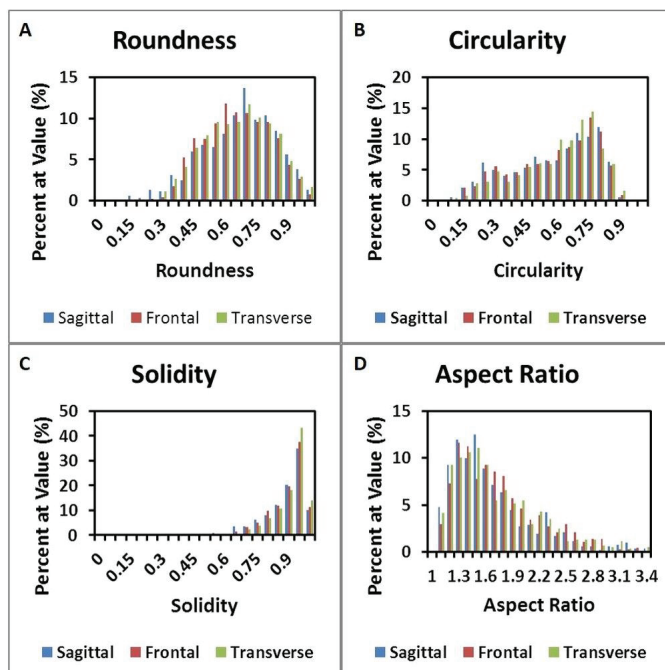 A
Roundness
Percent at Value (%)
15
10
5
0
0
0.15
0.3
0.45
0.6
0.75
0.9
Roundness
Sagittal Frontal Transverse
B
Circularity
Percent at Value (%)
20
15
10
5
0
0
0.15
0.3
0.45
0.6
0.75
0.9
Circularity
Sagittal Frontal Transverse
C
Solidity
Percent at Value (%)
50
40
30
20
10
0
0
0.15
0.3
0.45
0.6
0.75
0.9
Solidity
Sagittal Frontal Transverse
D
Aspect Ratio
Percent at Value (%)
15
10
5
0
1 1.3 1.6 1.9 2.2 2.5 2.8 3.1 3.4
Aspect Ratio
Sagittal Frontal Transverse